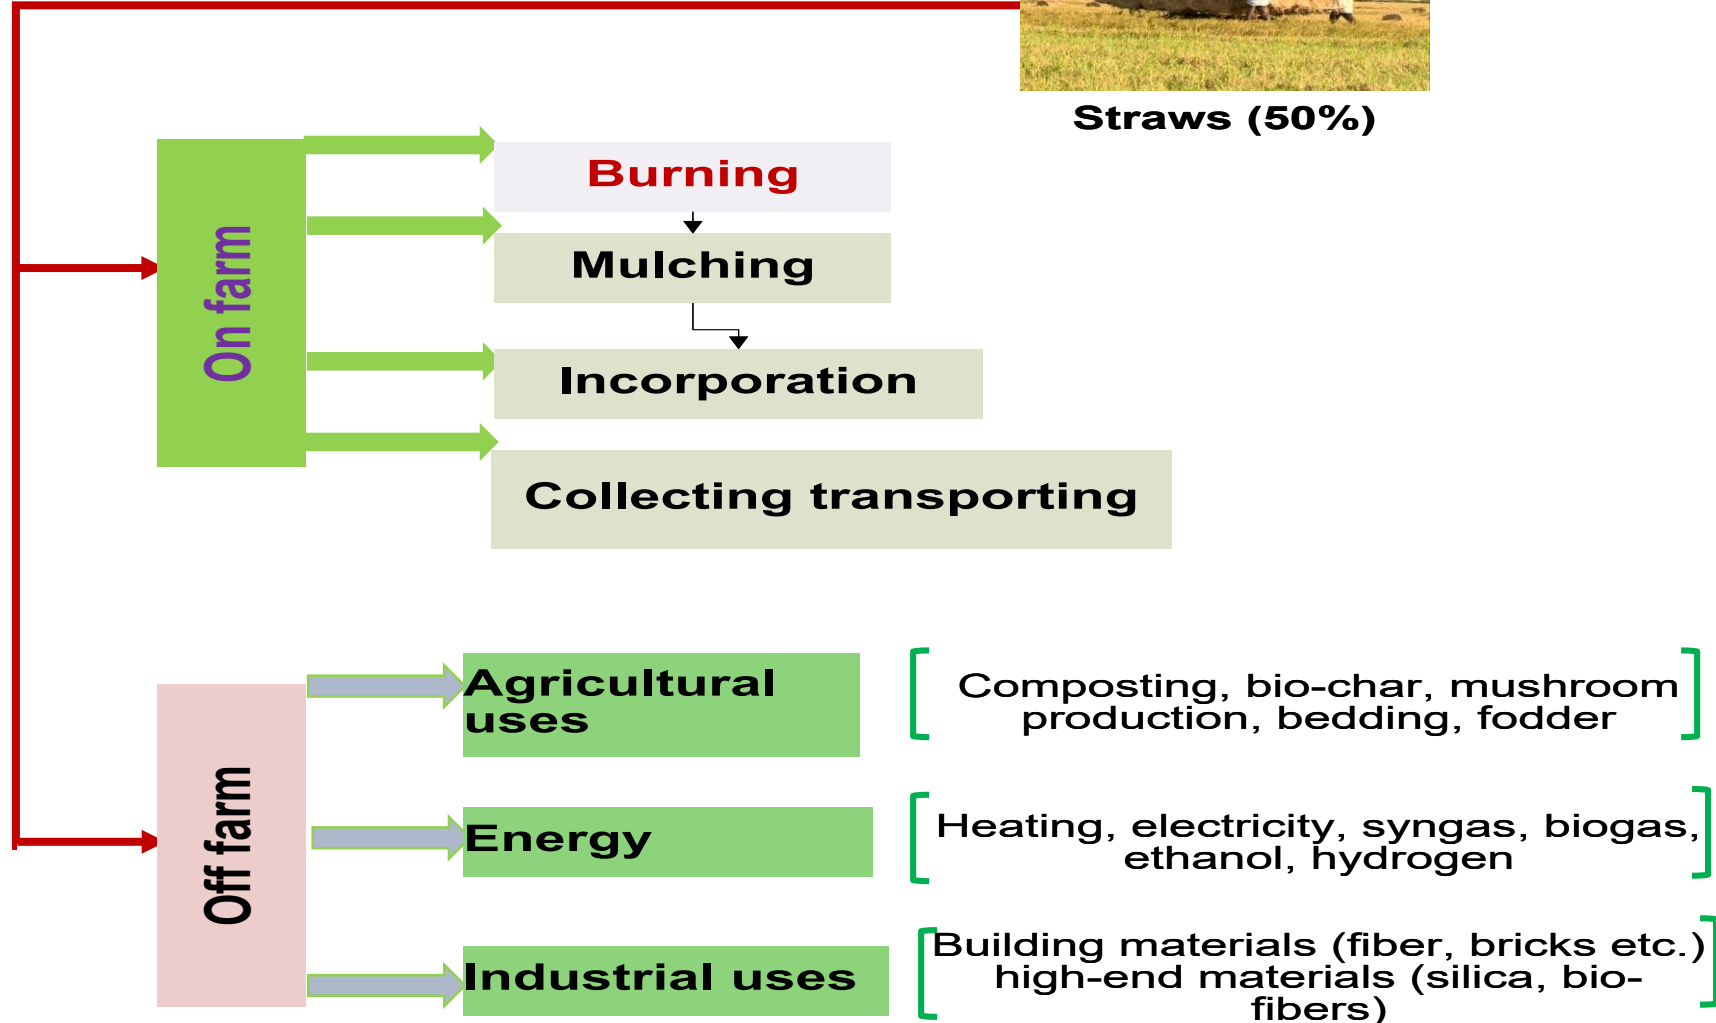 Straws (50%)
On farm
Burning
Mulching
Incorporation
Collecting transporting
Off farm
Agricultural
uses
Composting, bio-char, mushroom
production, bedding, fodder
Energy
Heating, electricity, syngas, biogas,
ethanol, hydrogen
Industrial uses
Building materials (fiber, bricks etc.)
high-end materials (silica, bio-
fibers)